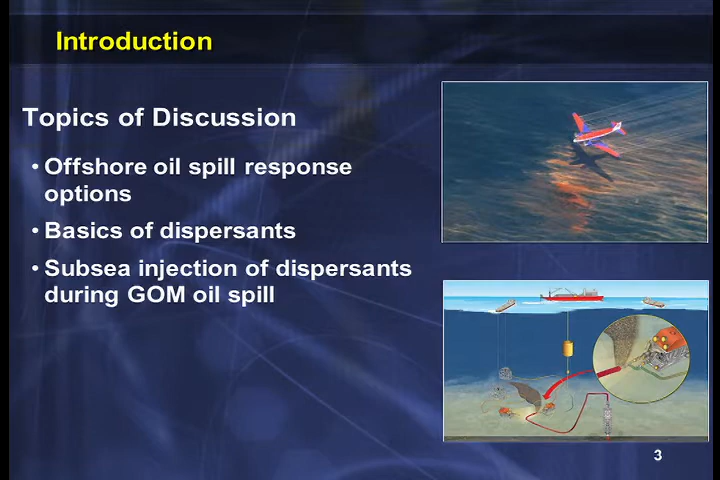 Introduction
Topics of Discussion
• Offshore oil spill response
options
• Basics of dispersants
• Subsea injection of dispersants
during GOM oil spill
3